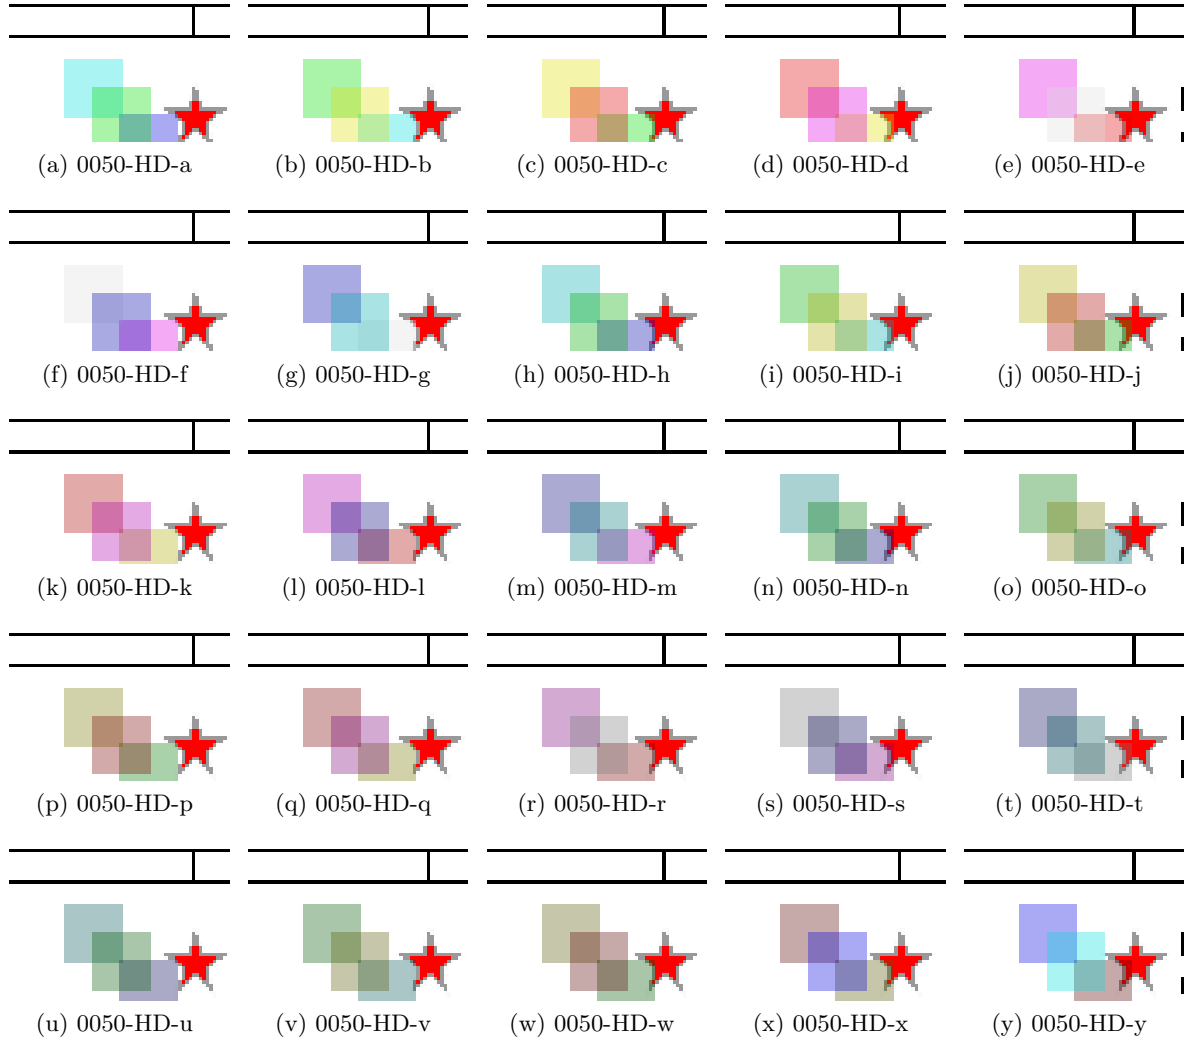 (a) 0050-HD-a (b) 0050-HD-b (c) 0050-HD-c (d) 0050-HD-d (e) 0050-HD-e
(f) 0050-HD-f (g) 0050-HD-g (h) 0050-HD-h (i) 0050-HD-i (j) 0050-HD-j
(k) 0050-HD-k (l) 0050-HD-l (m) 0050-HD-m (n) 0050-HD-n (o) 0050-HD-o
(p) 0050-HD-p (q) 0050-HD-q (r) 0050-HD-r (s) 0050-HD-s (t) 0050-HD-t
(u) 0050-HD-u (v) 0050-HD-v (w) 0050-HD-w (x) 0050-HD-x (y) 0050-HD-y